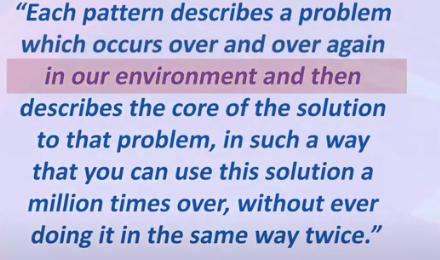 “Each pattern describes a problem
which occurs over and over again
in our environment and then
describes the core of the solution
to that problem, in such a way
that you can use this solution a
million times over, without ever
doing it in the same way twice.”